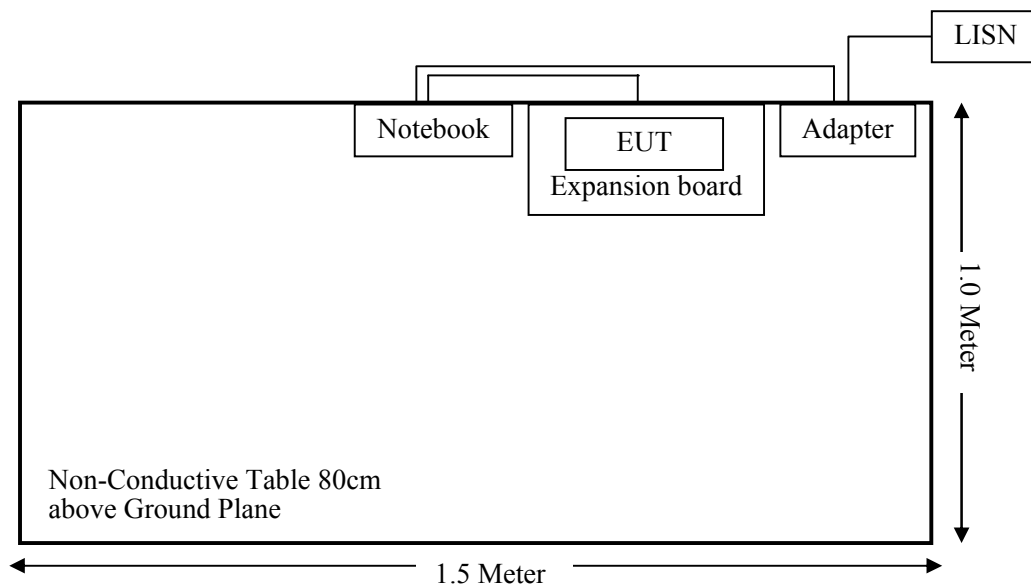 LISN
Notebook
EUT
Adapter
Expansion board
1.0 Meter
Non-Conductive Table 80cm
above Ground Plane
1.5 Meter